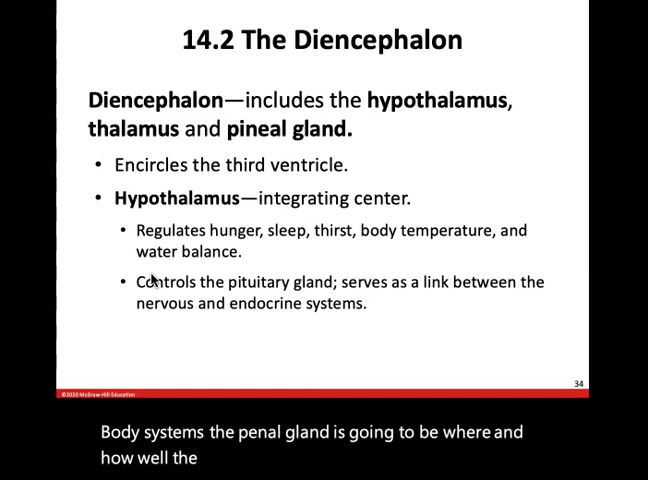 14.2 The Diencephalon
Diencephalon—includes the hypothalamus,
thalamus and pineal gland.
• Encircles the third ventricle.
• Hypothalamus—integrating center.
• Regulates hunger, sleep, thirst, body temperature, and
water balance.
• Controls the pituitary gland; serves as a link between the
nervous and endocrine systems.
34
©2020 McGraw-Hill Education
Body systems the penal gland is going to be where and
how well the